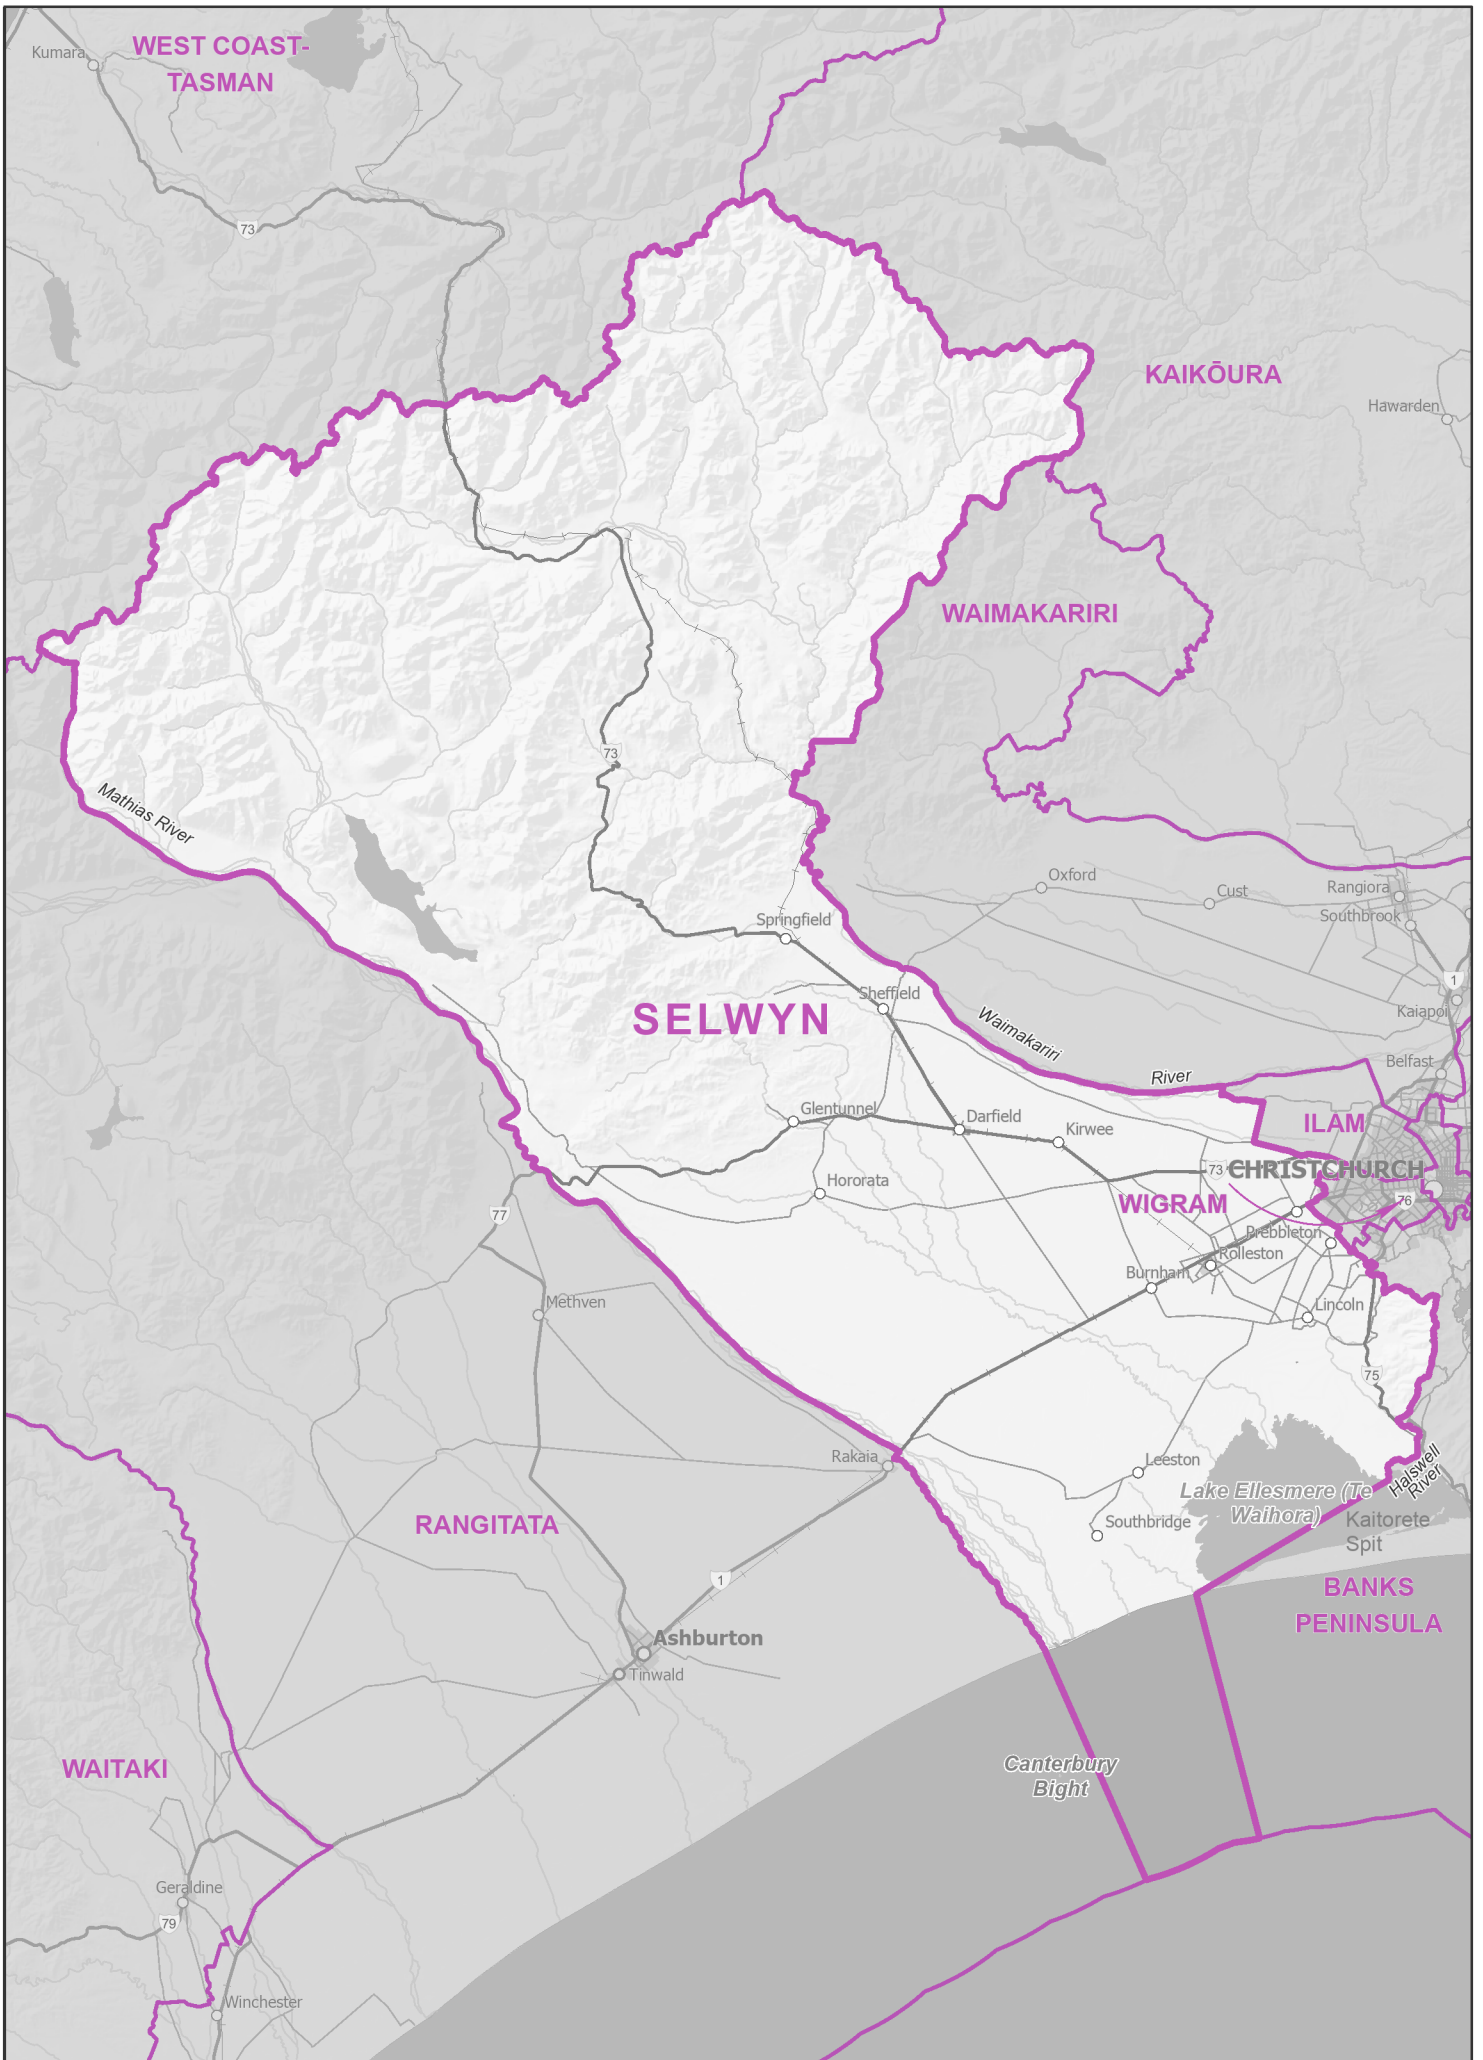 WEST COAST-
TASMAN
Kumara
73
KAIKŌURA
Hawarden
WAIMAKARIRI
73
Mathias River
Oxford
Cust
Rangiora
Southbrook
Springfield
1
Sheffield
Kaiapoi
SELWYN
Waimakariri
River
Belfast
Glentunnel
Darfield
Kirwee
ILAM
73
CHRISTCHURCH
Hororata
WIGRAM
76
77
Prebbleton
Rolleston
Burnham
Methven
Lincoln
75
Rakaia
Leeston
Halswell
River
Lake Ellesmere (Te
Waihora)
Kaitorete
Spit
RANGITATA
Southbridge
1
BANKS
PENINSULA
Ashburton
Tinwald
WAITAKI
Canterbury
Bight
Geraldine
79
Winchester